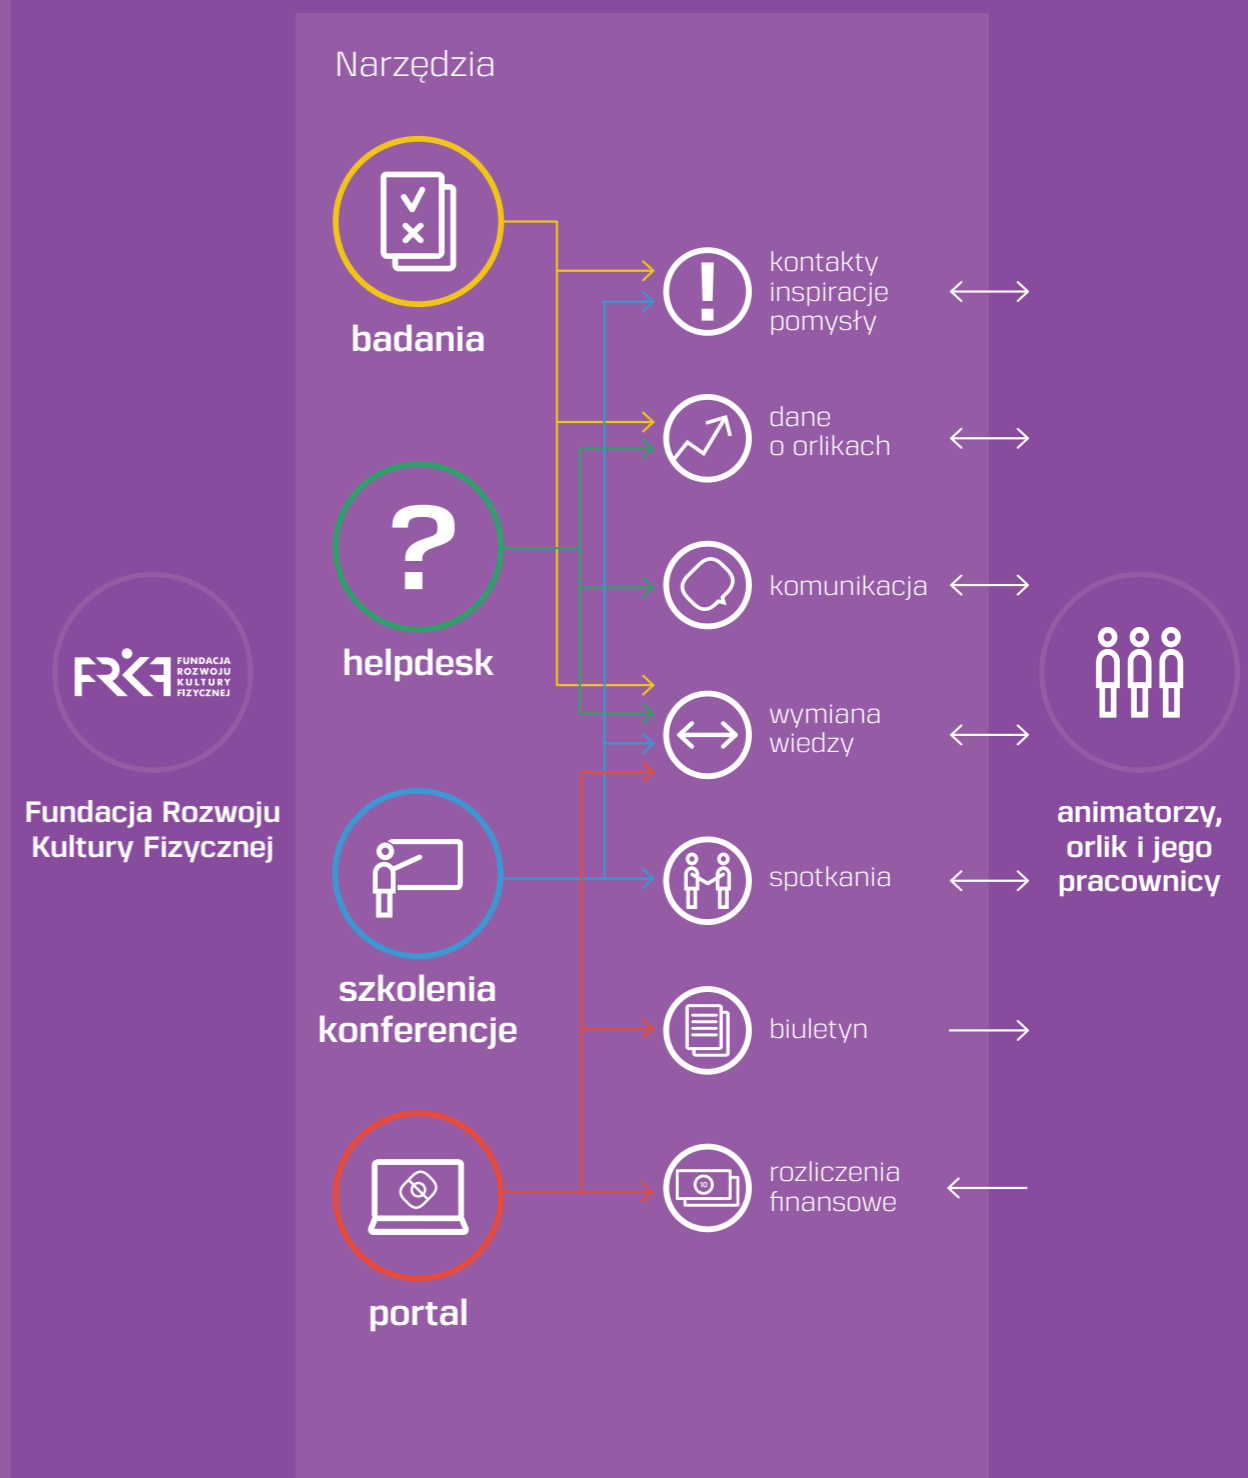 Narzędzia
badania
helpdesk
szkolenia
konferencje
portal
kontakty
inspiracje
pomysły
dane
o orlikach
komunikacja
wymiana
wiedzy
spotkania
biuletyn
10
rozliczenia
finansowe
FRKF
FUNDACJA
ROZWOJU
KULTURY
FIZYCZNEJ
Fundacja Rozwoju
Kultury Fizycznej
animatorzy,
orlik i jego
pracownicy